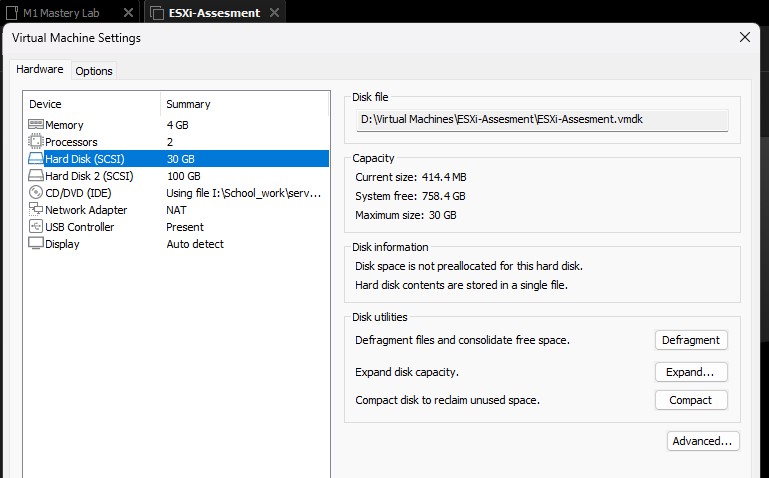 M1 Mastery Lab
ESXi-Assesment
Virtual Machine Settings
Hardware
Options
Device Summary
Memory 4 GB
Processors 2
Hard Disk (SCSI) 30 GB
Hard Disk 2 (SCSI) 100 GB
CD/DVD (IDE) Using file I:\School_work\serv...
Network Adapter NAT
USB Controller Present
Display Auto detect
Disk file
D:\Virtual Machines\ESXi-Assesment\ESXi-Assesment.vmdk
Capacity
Current size: 414.4 MB
System free: 758.4 GB
Maximum size: 30 GB
Disk information
Disk space is not preallocated for this hard disk.
Hard disk contents are stored in a single file.
Disk utilities
Defragment files and consolidate free space. Defragment
Expand disk capacity. Expand...
Compact disk to reclaim unused space. Compact
Advanced...